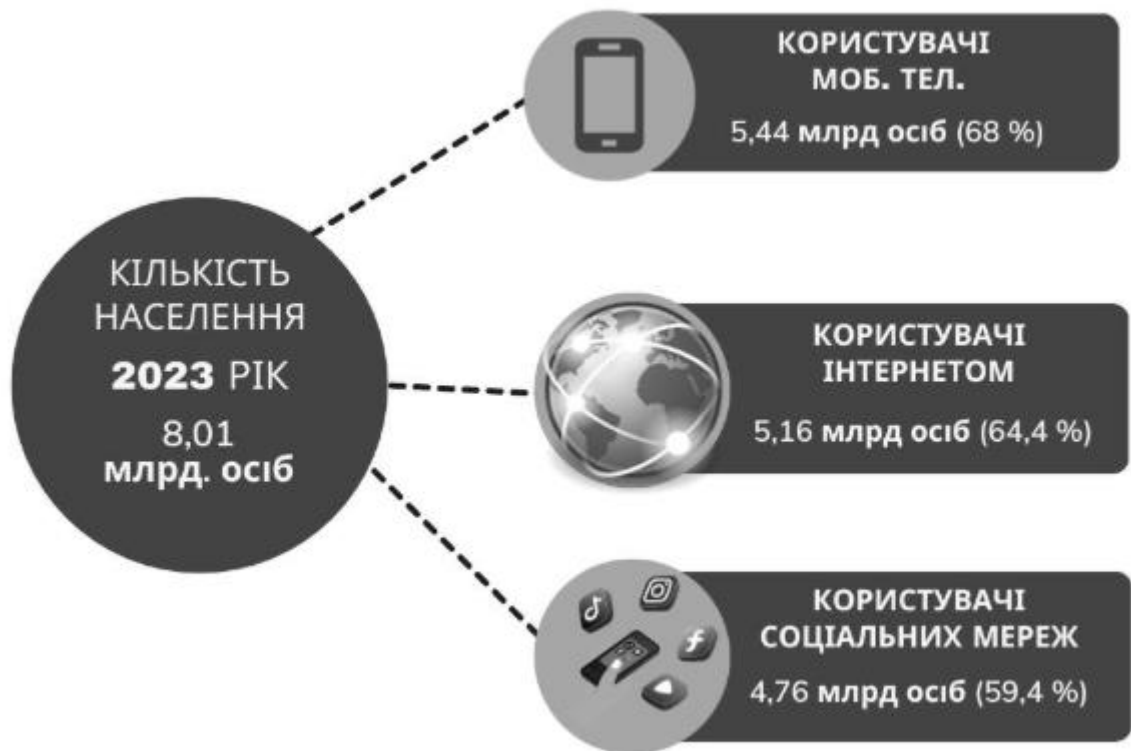 КІЛЬКІСТЬ
НАСЕЛЕННЯ
2023 РІК
8,01
млрд. осіб
КОРИСТУВАЧІ
МОБ. ТЕЛ.
5,44 млрд осіб (68 %)
КОРИСТУВАЧІ
ІНТЕРНЕТОМ
5,16 млрд осіб (64,4 %)
КОРИСТУВАЧІ
СОЦІАЛЬНИХ МЕРЕЖ
4,76 млрд осіб (59,4 %)